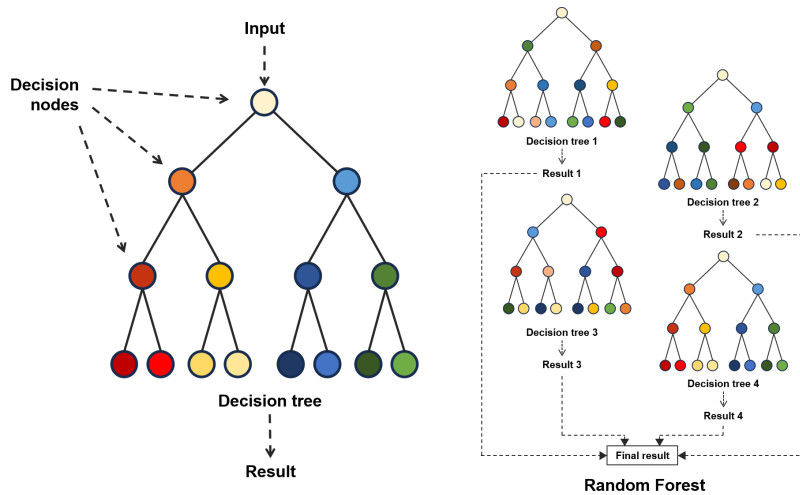 Input
Decision
nodes
Decision tree
Result
Decision tree 1
Result 1
Decision tree 2
Result 2
Decision tree 3
Result 3
Decision tree 4
Result 4
Final result
Random Forest